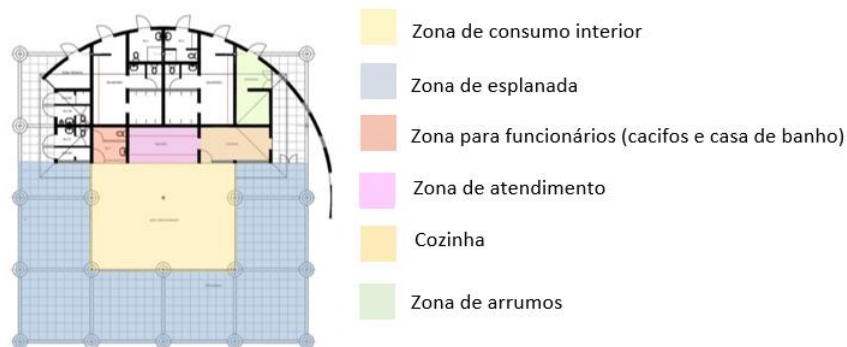 Zona de consumo interior
Zona de esplanada
Zona para funcionários (cacifos e casa de banho)
Zona de atendimento
Cozinha
Zona de arrumos